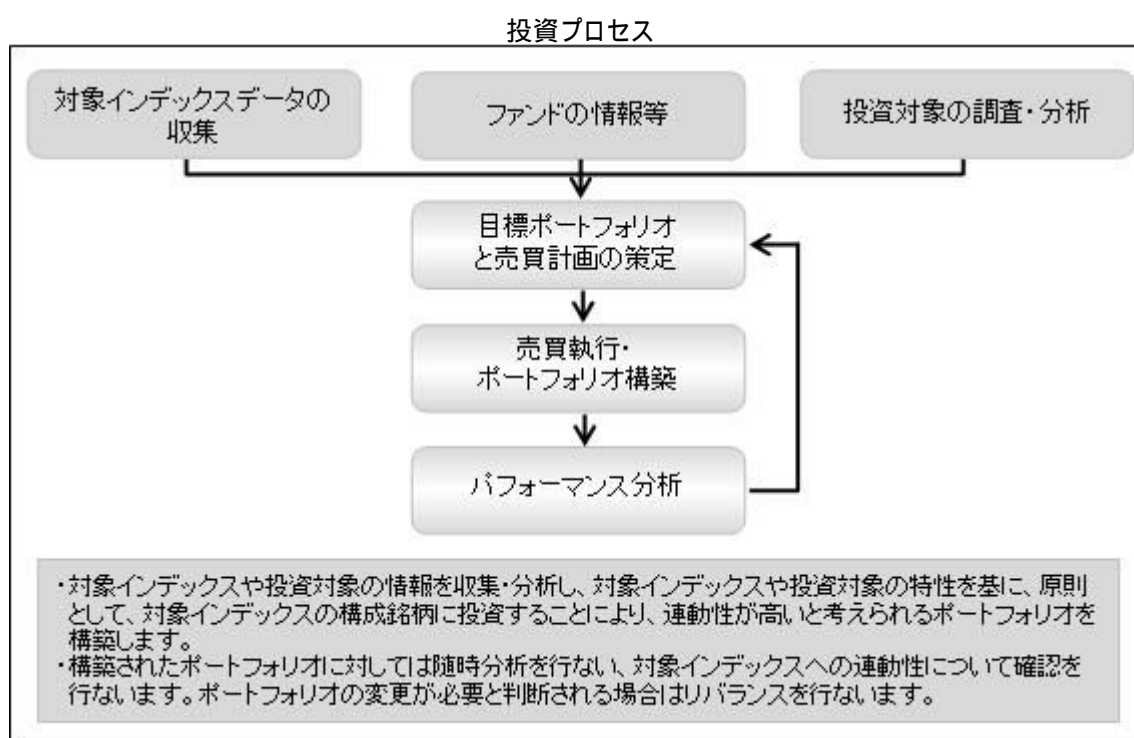 投資プロセス
対象インデックスデータの
収集
ファンドの情報等
投資対象の調査・分析
目標ポートフォリオ
と売買計画の策定
売買執行・
ポートフォリオ構築
パフォーマンス分析
・対象インデックスや投資対象の情報を収集・分析し、対象インデックスや投資対象の特性を基に、原則
として、対象インデックスの構成銘柄に投資することにより、連動性が高いと考えられるポートフォリオを
構築します。
・構築されたポートフォリオに対しては随時分析を行ない、対象インデックスへの連動性について確認を
行ないます。ポートフォリオの変更が必要と判断される場合はリバランスを行ないます。